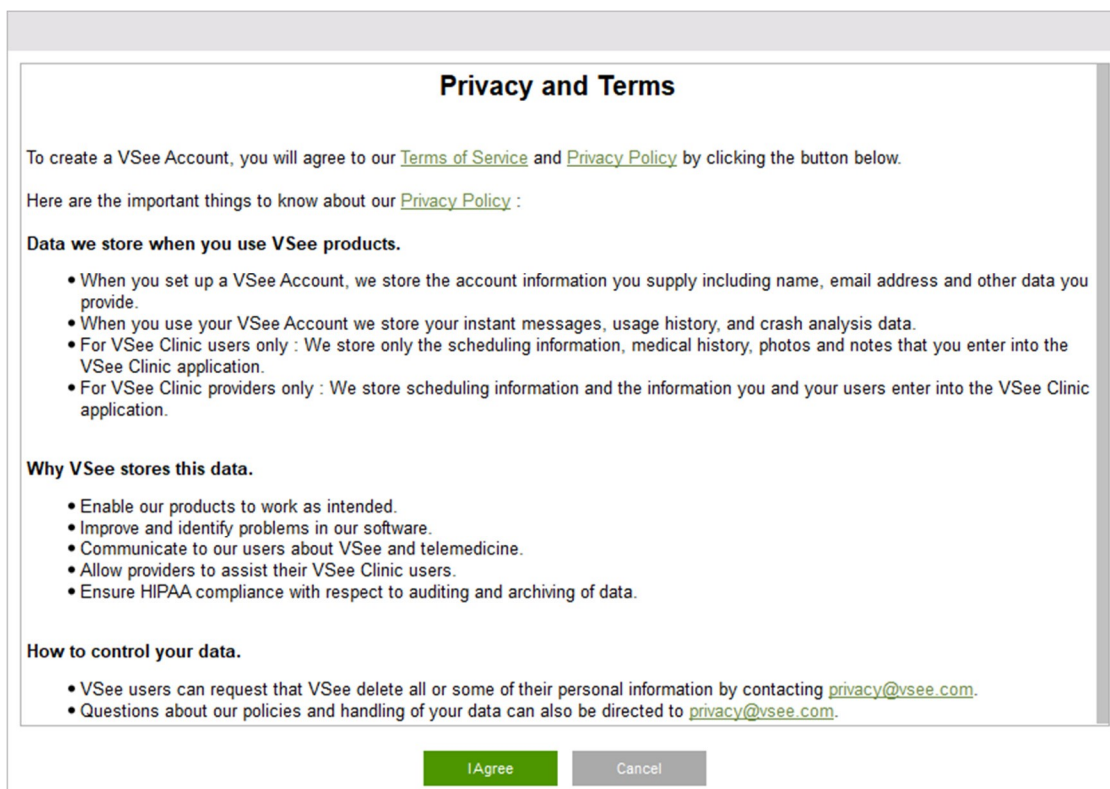 Privacy and Terms
To create a VSee Account, you will agree to our Terms of Service and Privacy Policy by clicking the button below.
Here are the important things to know about our Privacy Policy :
Data we store when you use VSee products.
• When you set up a VSee Account, we store the account information you supply including name, email address and other data you
provide.
• When you use your VSee Account we store your instant messages, usage history, and crash analysis data.
• For VSee Clinic users only : We store only the scheduling information, medical history, photos and notes that you enter into the
VSee Clinic application.
• For VSee Clinic providers only : We store scheduling information and the information you and your users enter into the VSee Clinic
application.
Why VSee stores this data.
• Enable our products to work as intended.
• Improve and identify problems in our software.
• Communicate to our users about VSee and telemedicine.
• Allow providers to assist their VSee Clinic users.
• Ensure HIPAA compliance with respect to auditing and archiving of data.
How to control your data.
• VSee users can request that VSee delete all or some of their personal information by contacting privacy@vsee.com.
• Questions about our policies and handling of your data can also be directed to privacy@vsee.com.
I Agree
Cancel